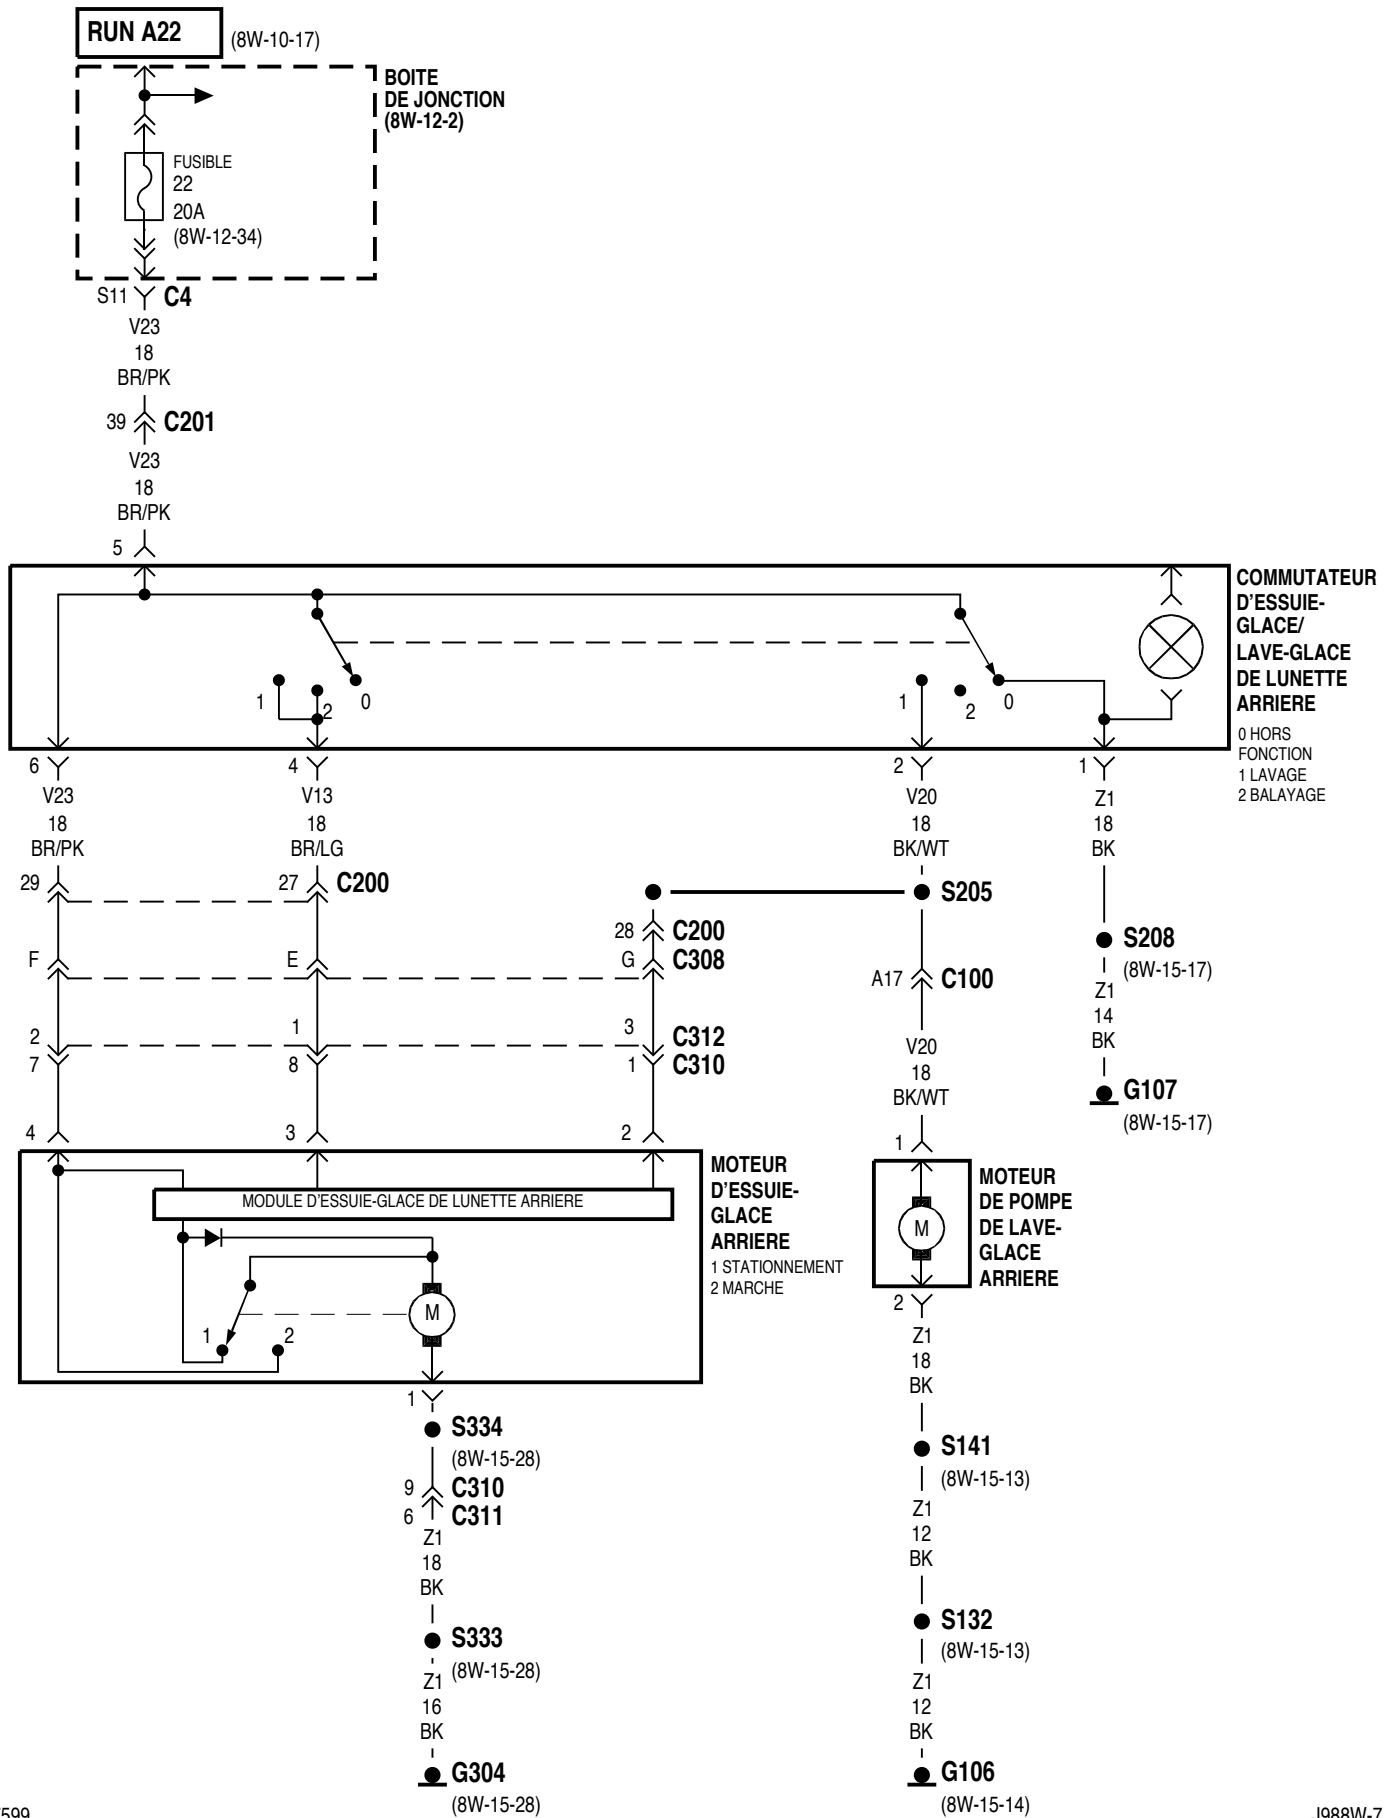 RUN A22
(8W-10-17)
BOITE
DE JONCTION
(8W-12-2)
FUSIBLE
22
20A
(8W-12-34)
S11
C4
V23
18
BR/PK
39
C201
V23
18
BR/PK
5
COMMUTATEUR
D'ESSUIE-
GLACE/
LAVE-GLACE
DE LUNETTE
ARRIERE
0 HORS
FONCTION
1 LAVAGE
2 BALAYAGE
1
2
0
1
2
0
6
4
2
1
V23
18
BR/PK
V13
18
BR/LG
V20
18
BK/WT
Z1
18
BK
29
27
C200
S205
28
C200
S208
(8W-15-17)
F
E
G
C308
A17
C100
Z1
14
BK
2
1
3
C312
7
8
1
C310
V20
18
BK/WT
G107
(8W-15-17)
4
3
2
1
MOTEUR
D'ESSUIE-
GLACE
ARRIERE
1 STATIONNEMENT
2 MARCHE
MODULE D'ESSUIE-GLACE DE LUNETTE ARRIERE
M
1
2
MOTEUR
DE POMPE
DE LAVE-
GLACE
ARRIERE
M
2
Z1
18
BK
1
S334
(8W-15-28)
9
C310
6
C311
Z1
18
BK
S333
(8W-15-28)
Z1
16
BK
G304
(8W-15-28)
S141
(8W-15-13)
Z1
12
BK
S132
(8W-15-13)
Z1
12
BK
G106
(8W-15-14)
599
J988W-7